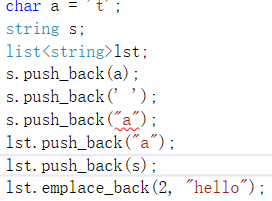 char a = 't';
string s;
list<string>lst;
s.push_back(a);
s.push_back(' ');
s.push_back("a");
lst.push_back("a");
lst.push_back(s);
lst.emplace_back(2, "hello");